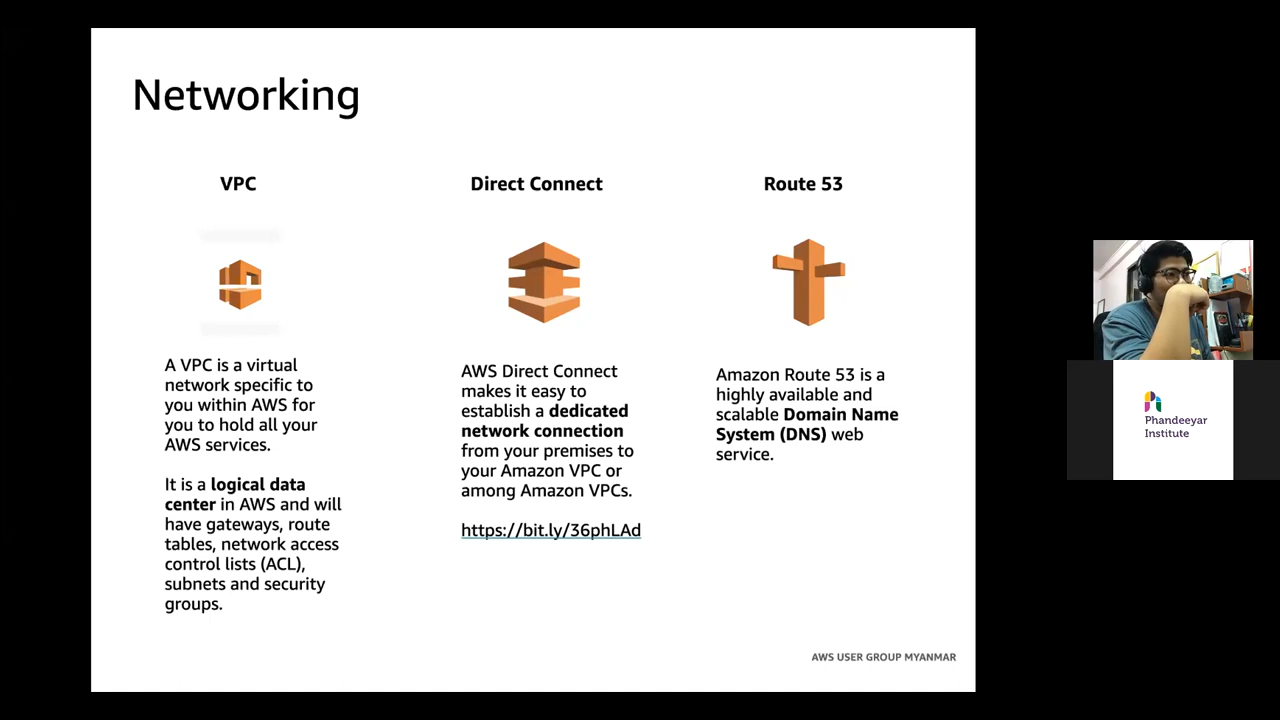 Networking
VPC
A VPC is a virtual
network specific to
you within AWS for
you to hold all your
AWS services.
It is a logical data
center in AWS and will
have gateways, route
tables, network access
control lists (ACL),
subnets and security
groups.
Direct Connect
AWS Direct Connect
makes it easy to
establish a dedicated
network connection
from your premises to
your Amazon VPC or
among Amazon VPCs.
https://bit.ly/36phLAd
Route 53
Amazon Route 53 is a
highly available and
scalable Domain Name
System (DNS) web
service.
AWS USER GROUP MYANMAR
Phandeeyar
Institute